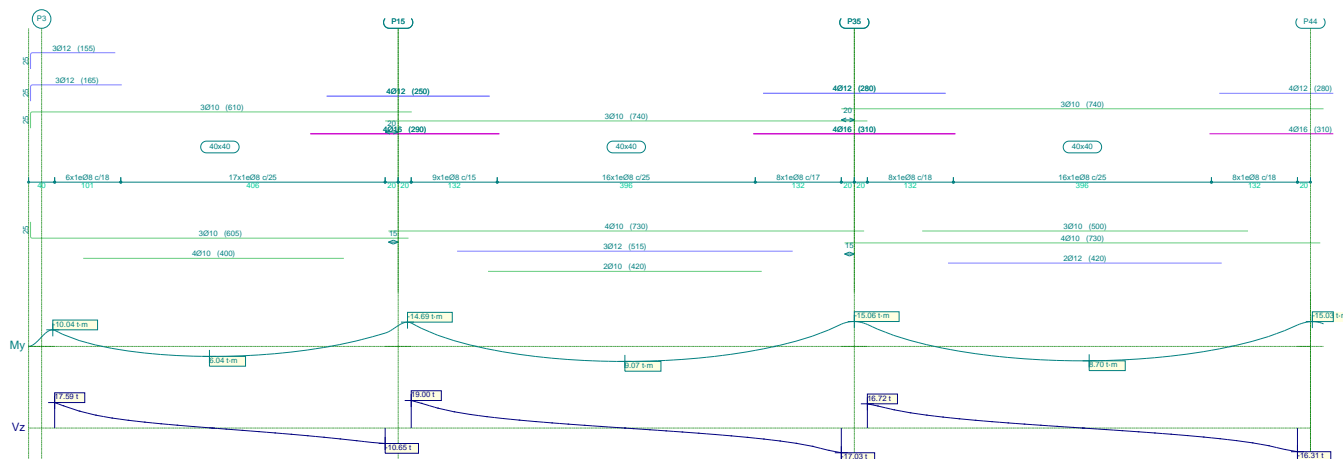 P3 P15 P35 P44
3Ø12 (155)
25
3Ø12 (165)
25
4Ø12 (250) 4Ø12 (280) 4Ø12 (280)
3Ø10 (610) 20 3Ø10 (740)
25
20 3Ø10 (740)
4Ø16 (290) 4Ø16 (310) 4Ø16 (310)
40x40 40x40 40x40
6x1eØ8 c/18 17x1eØ8 c/25 9x1eØ8 c/15 16x1eØ8 c/25 8x1eØ8 c/17 8x1eØ8 c/18 16x1eØ8 c/25 8x1eØ8 c/18
40 101 406 20 20 132 396 132 20 20 132 396 132 20
25
4Ø10 (730) 3Ø10 (500)
3Ø10 (605) 15 4Ø10 (730)
3Ø12 (515) 15
4Ø10 (400) 2Ø12 (420)
2Ø10 (420)
-10.04 t·m -14.69 t·m -15.06 t·m -15.03 t·m
My
6.04 t·m 9.07 t·m 8.70 t·m
17.59 t 19.00 t 16.72 t
Vz
-10.65 t -17.03 t -16.31 t